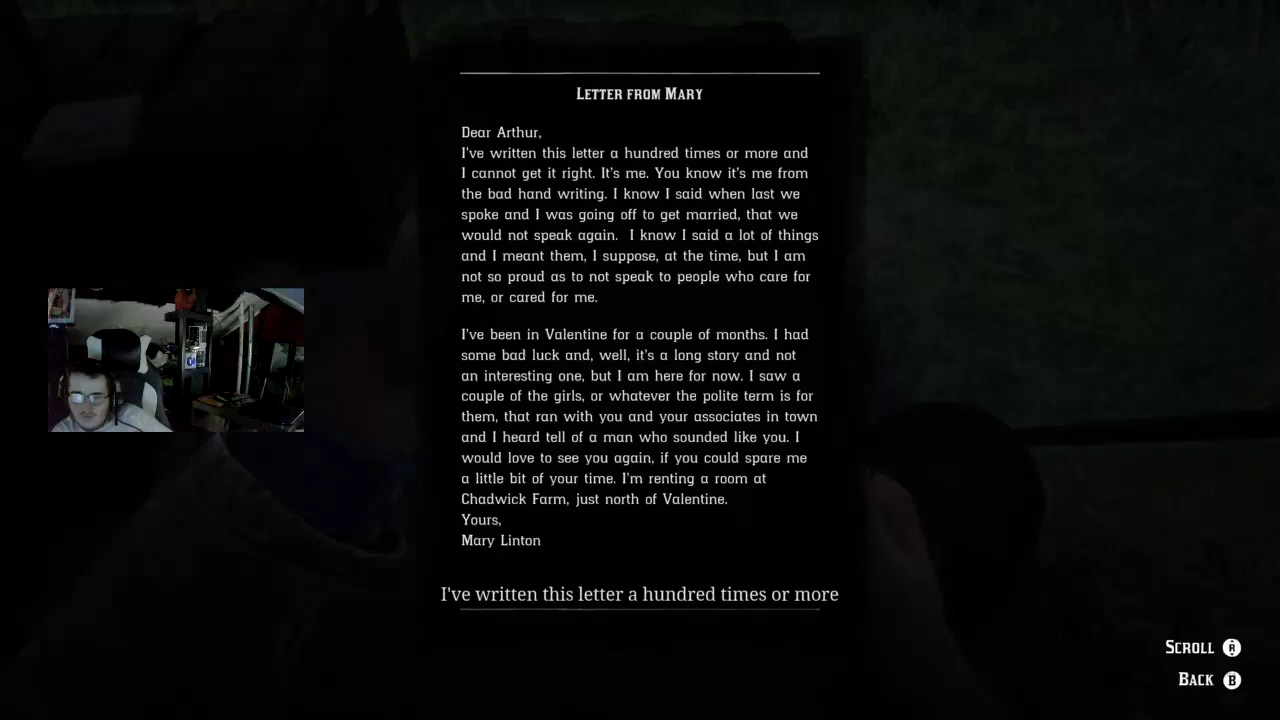 Letter from Mary
Dear Arthur,
I've written this letter a hundred times or more and
I cannot get it right. It's me. You know it's me from
the bad hand writing. I know I said when last we
spoke and I was going off to get married, that we
would not speak again.  I know I said a lot of things
and I meant them, I suppose, at the time, but I am
not so proud as to not speak to people who care for
me, or cared for me.
I've been in Valentine for a couple of months. I had
some bad luck and, well, it's a long story and not
an interesting one, but I am here for now. I saw a
couple of the girls, or whatever the polite term is for
them, that ran with you and your associates in town
and I heard tell of a man who sounded like you. I
would love to see you again, if you could spare me
a little bit of your time. I'm renting a room at
Chadwick Farm, just north of Valentine.
Yours,
Mary Linton
I've written this letter a hundred times or more
Scroll R
Back B